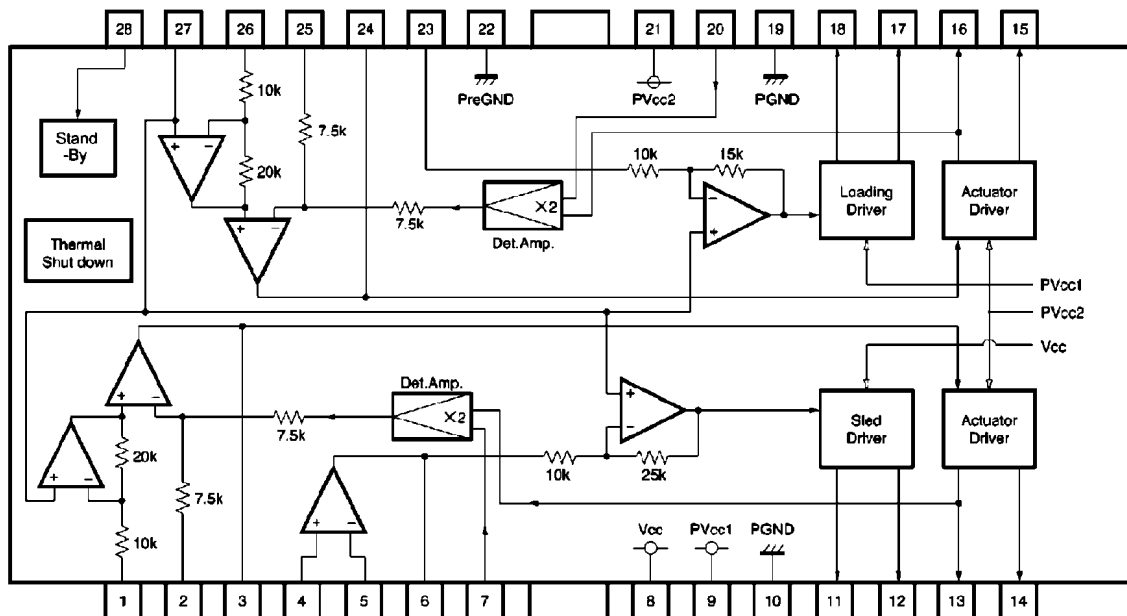 28 27 26 25 24 23 22 21 20 19 18 17 16 15
10k
PreGND
PVcc2
PGND
Stand
-By
7.5k
+ −
20k
10k
15k
Loading
Driver
Actuator
Driver
×2
7.5k
Det.Amp.
−
+
+ −
Thermal
Shut down
PVcc1
PVcc2
Vcc
Det.Amp.
+ −
×2
7.5k
+
−
Sled
Driver
Actuator
Driver
20k
10k
25k
+ −
7.5k
+ −
10k
Vcc
PVcc1
PGND
1 2 3 4 5 6 7 8 9 10 11 12 13 14